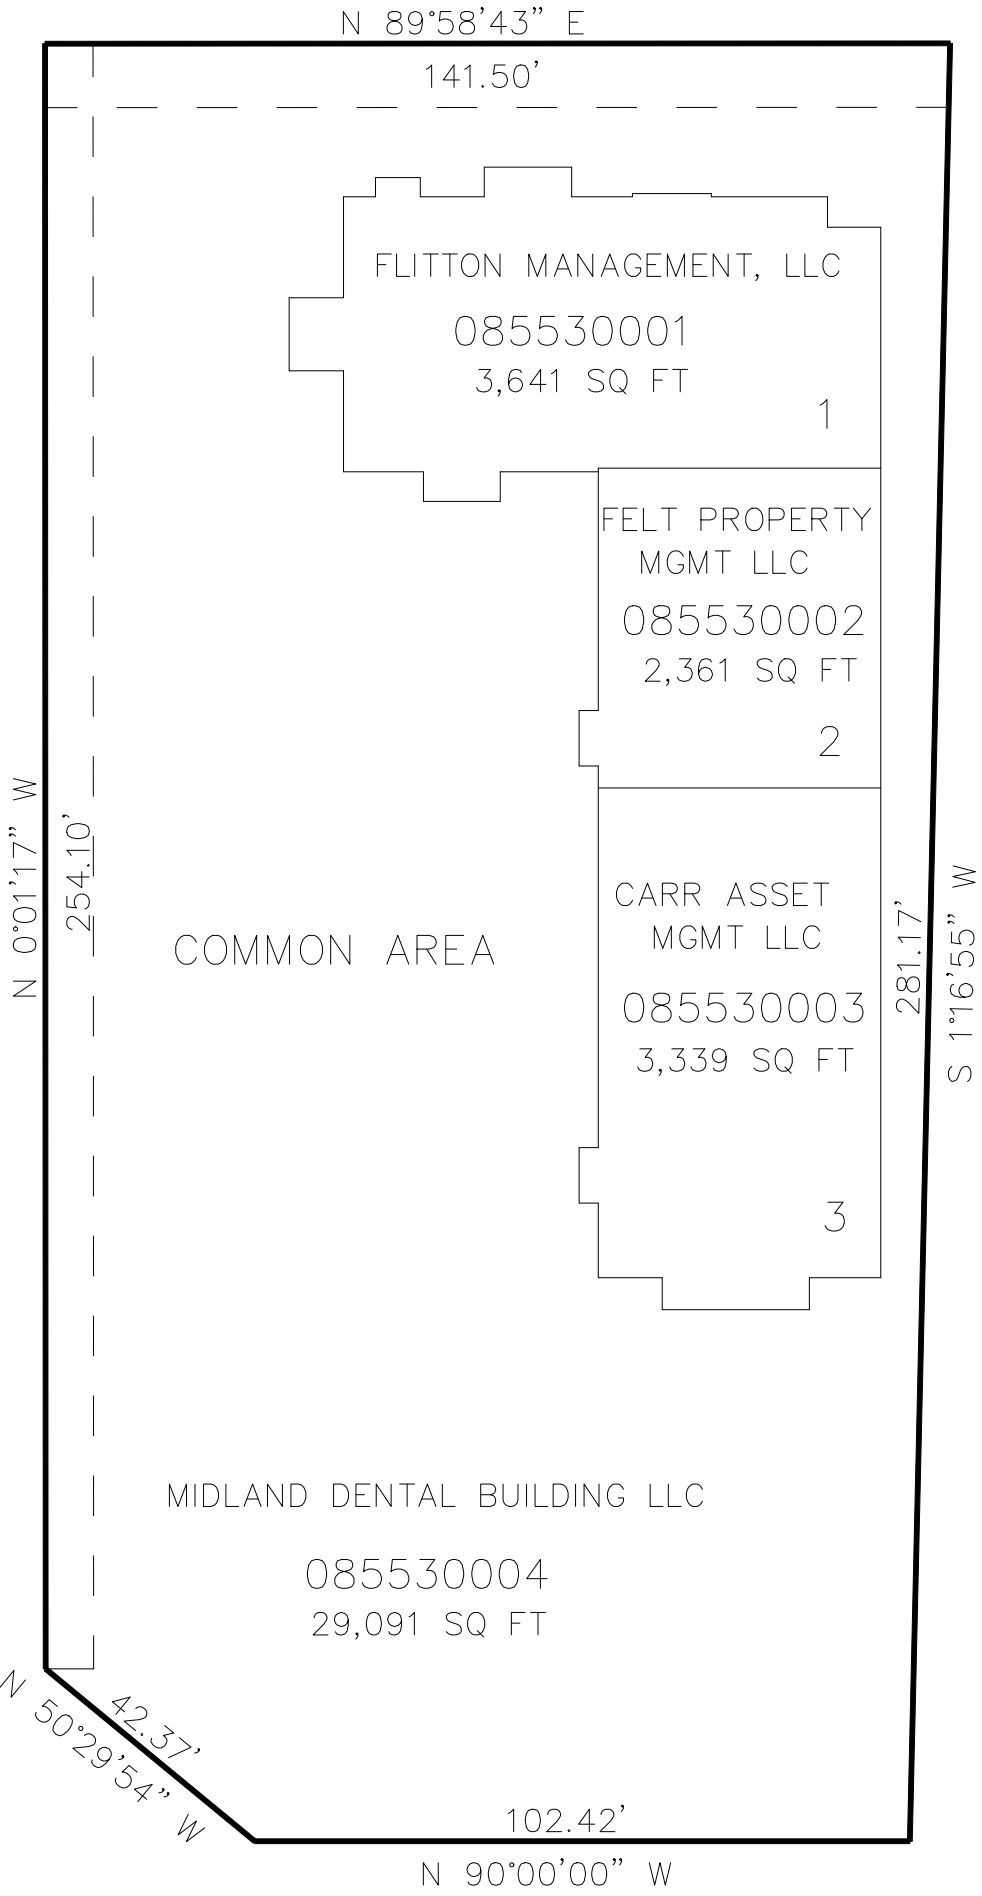 N 89°58'43" E
141.50'
FLITTON MANAGEMENT, LLC
085530001
3,641 SQ FT
1
FELT PROPERTY
MGMT LLC
085530002
2,361 SQ FT
2
N 0°01'17" W
254.10'
COMMON AREA
CARR ASSET
MGMT LLC
085530003
3,339 SQ FT
3
281.17'
S 1°16'55" W
MIDLAND DENTAL BUILDING LLC
085530004
29,091 SQ FT
42.37'
N 50°29'54" W
102.42'
N 90°00'00" W